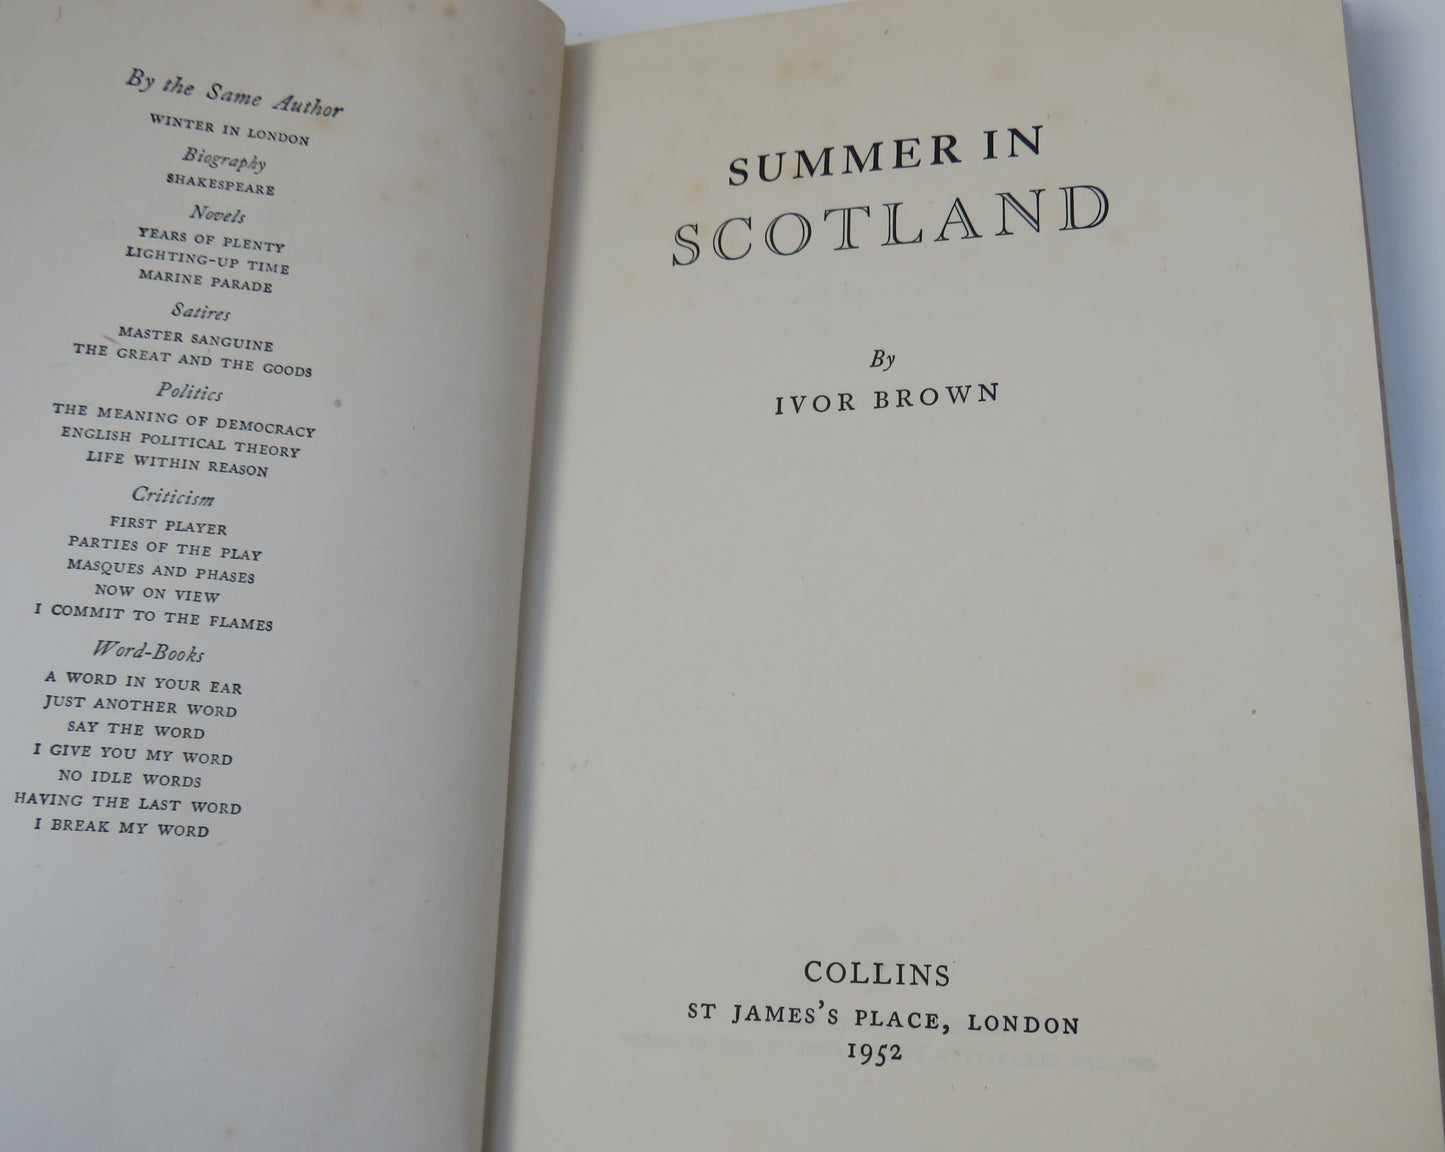 By the Same Author
WINTER IN LONDON
Biography
SHAKESPEARE
Novels
YEARS OF PLENTY
LIGHTING-UP TIME
MARINE PARADE
Satires
MASTER SANGUINE
THE GREAT AND THE GOODS
Politics
THE MEANING OF DEMOCRACY
ENGLISH POLITICAL THEORY
LIFE WITHIN REASON
Criticism
FIRST PLAYER
PARTIES OF THE PLAY
MASQUES AND PHASES
NOW ON VIEW
I COMMIT TO THE FLAMES
Word-Books
A WORD IN YOUR EAR
JUST ANOTHER WORD
SAY THE WORD
I GIVE YOU MY WORD
NO IDLE WORDS
HAVING THE LAST WORD
I BREAK MY WORD
SUMMER IN
SCOTLAND
By
IVOR BROWN
COLLINS
ST JAMES'S PLACE, LONDON
1952